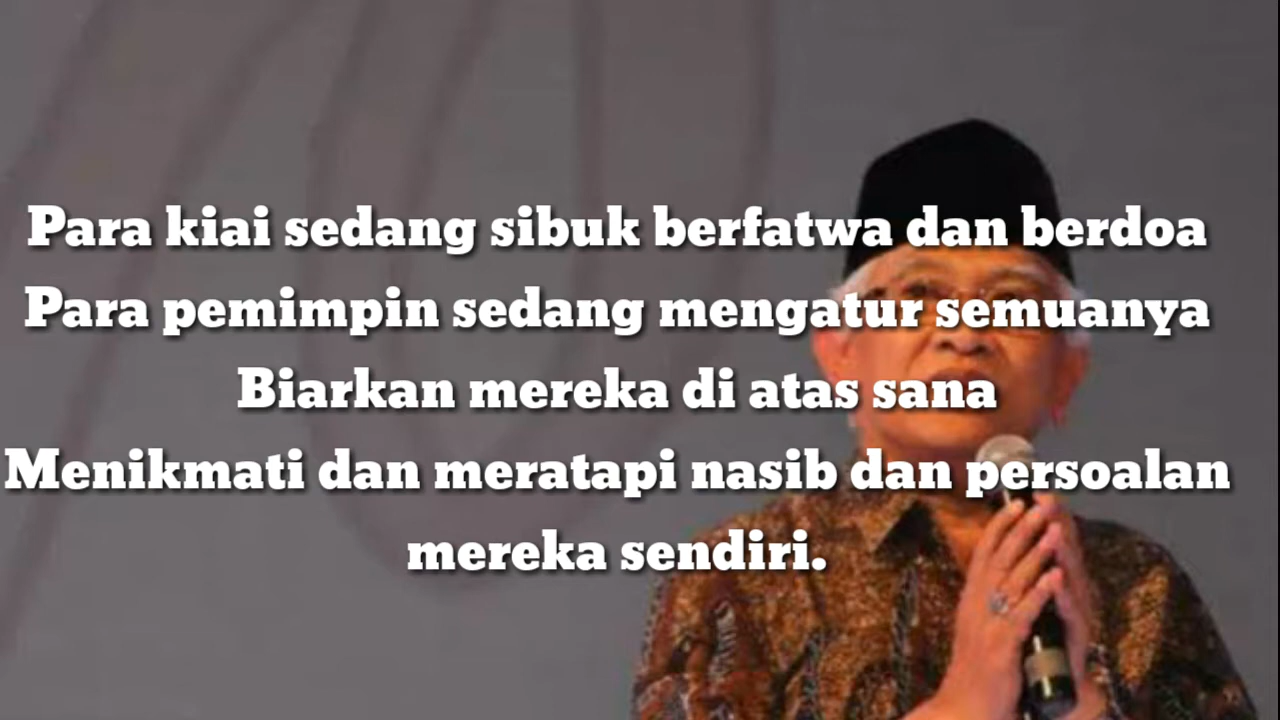 Para kiai sedang sibuk berfatwa dan berdoa
Para pemimpin sedang mengatur semuanya
Biarkan mereka di atas sana
Menikmati dan meratapi nasib dan persoalan
mereka sendiri.